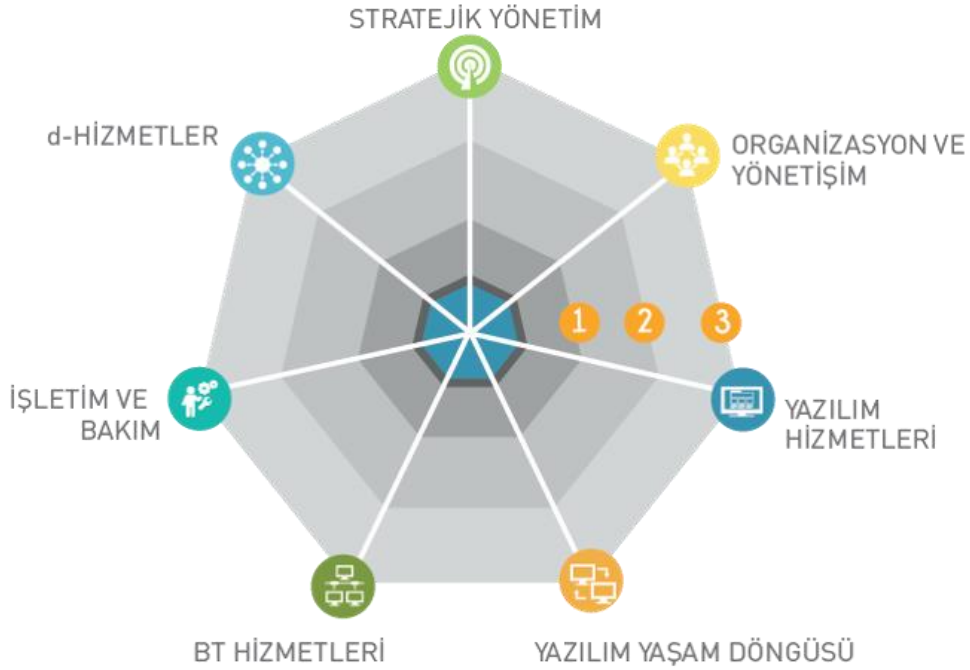 STRATEJİK YÖNETİM
d-HİZMETLER
ORGANİZASYON VE
YÖNETİŞİM
1 2 3
İŞLETİM VE
BAKIM
YAZILIM
HİZMETLERİ
BT HİZMETLERİ
YAZILIM YAŞAM DÖNGÜSÜ